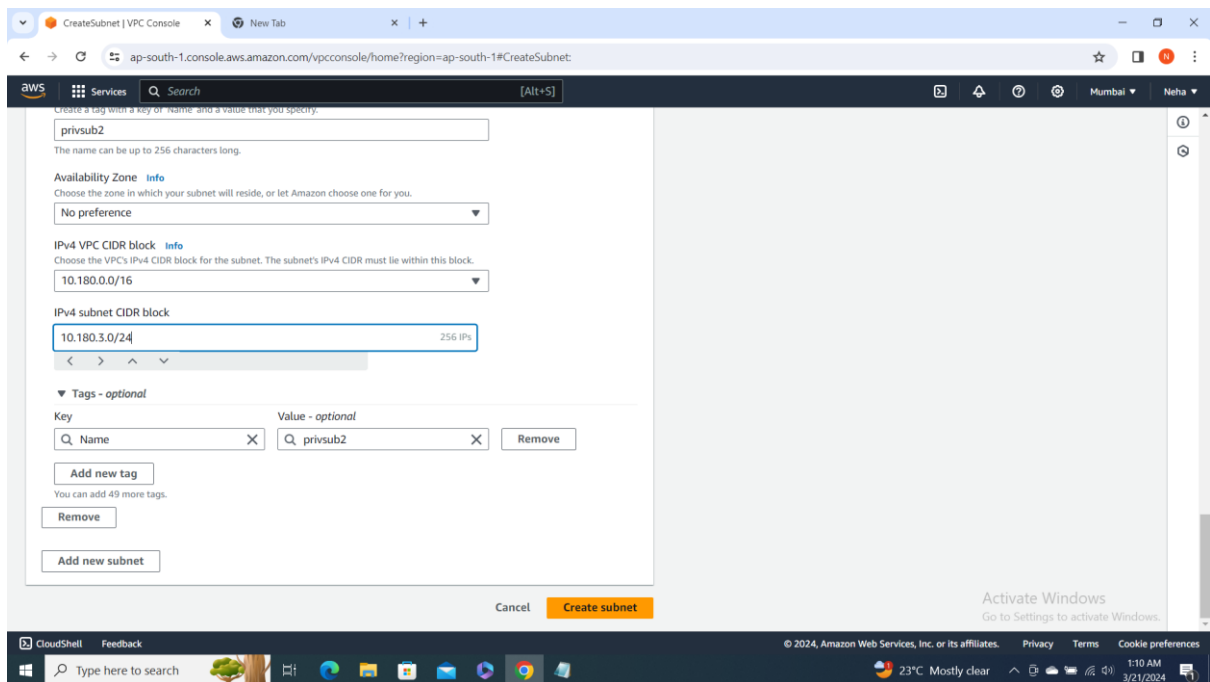 CreateSubnet | VPC Console
New Tab
ap-south-1.console.aws.amazon.com/vpcconsole/home?region=ap-south-1#CreateSubnet:
N
aws Services Search [Alt+S] Mumbai ▼ Neha ▼
Create a tag with a key of 'Name' and a value that you specify.
privsub2
The name can be up to 256 characters long.
Availability Zone Info
Choose the zone in which your subnet will reside, or let Amazon choose one for you.
No preference
IPv4 VPC CIDR block Info
Choose the VPC's IPv4 CIDR block for the subnet. The subnet's IPv4 CIDR must lie within this block.
10.180.0.0/16
IPv4 subnet CIDR block
10.180.3.0/24 256 IPs
▼ Tags - optional
Key Value - optional
Name privsub2 Remove
Add new tag
You can add 49 more tags.
Remove
Add new subnet
Cancel Create subnet
Activate Windows
Go to Settings to activate Windows.
CloudShell Feedback © 2024, Amazon Web Services, Inc. or its affiliates. Privacy Terms Cookie preferences
Type here to search 23°C Mostly clear 1:10 AM
3/21/2024